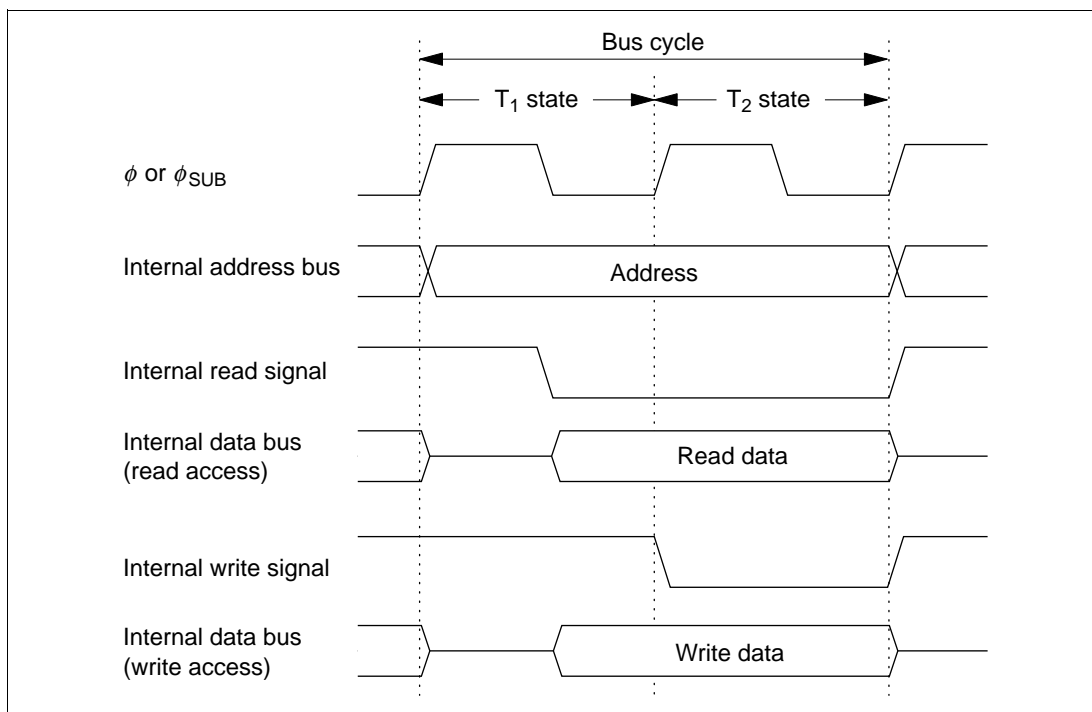 Bus cycle
T1 state
T2 state
ϕ or ϕSUB
Internal address bus
Address
Internal read signal
Internal data bus
(read access)
Read data
Internal write signal
Internal data bus
(write access)
Write data